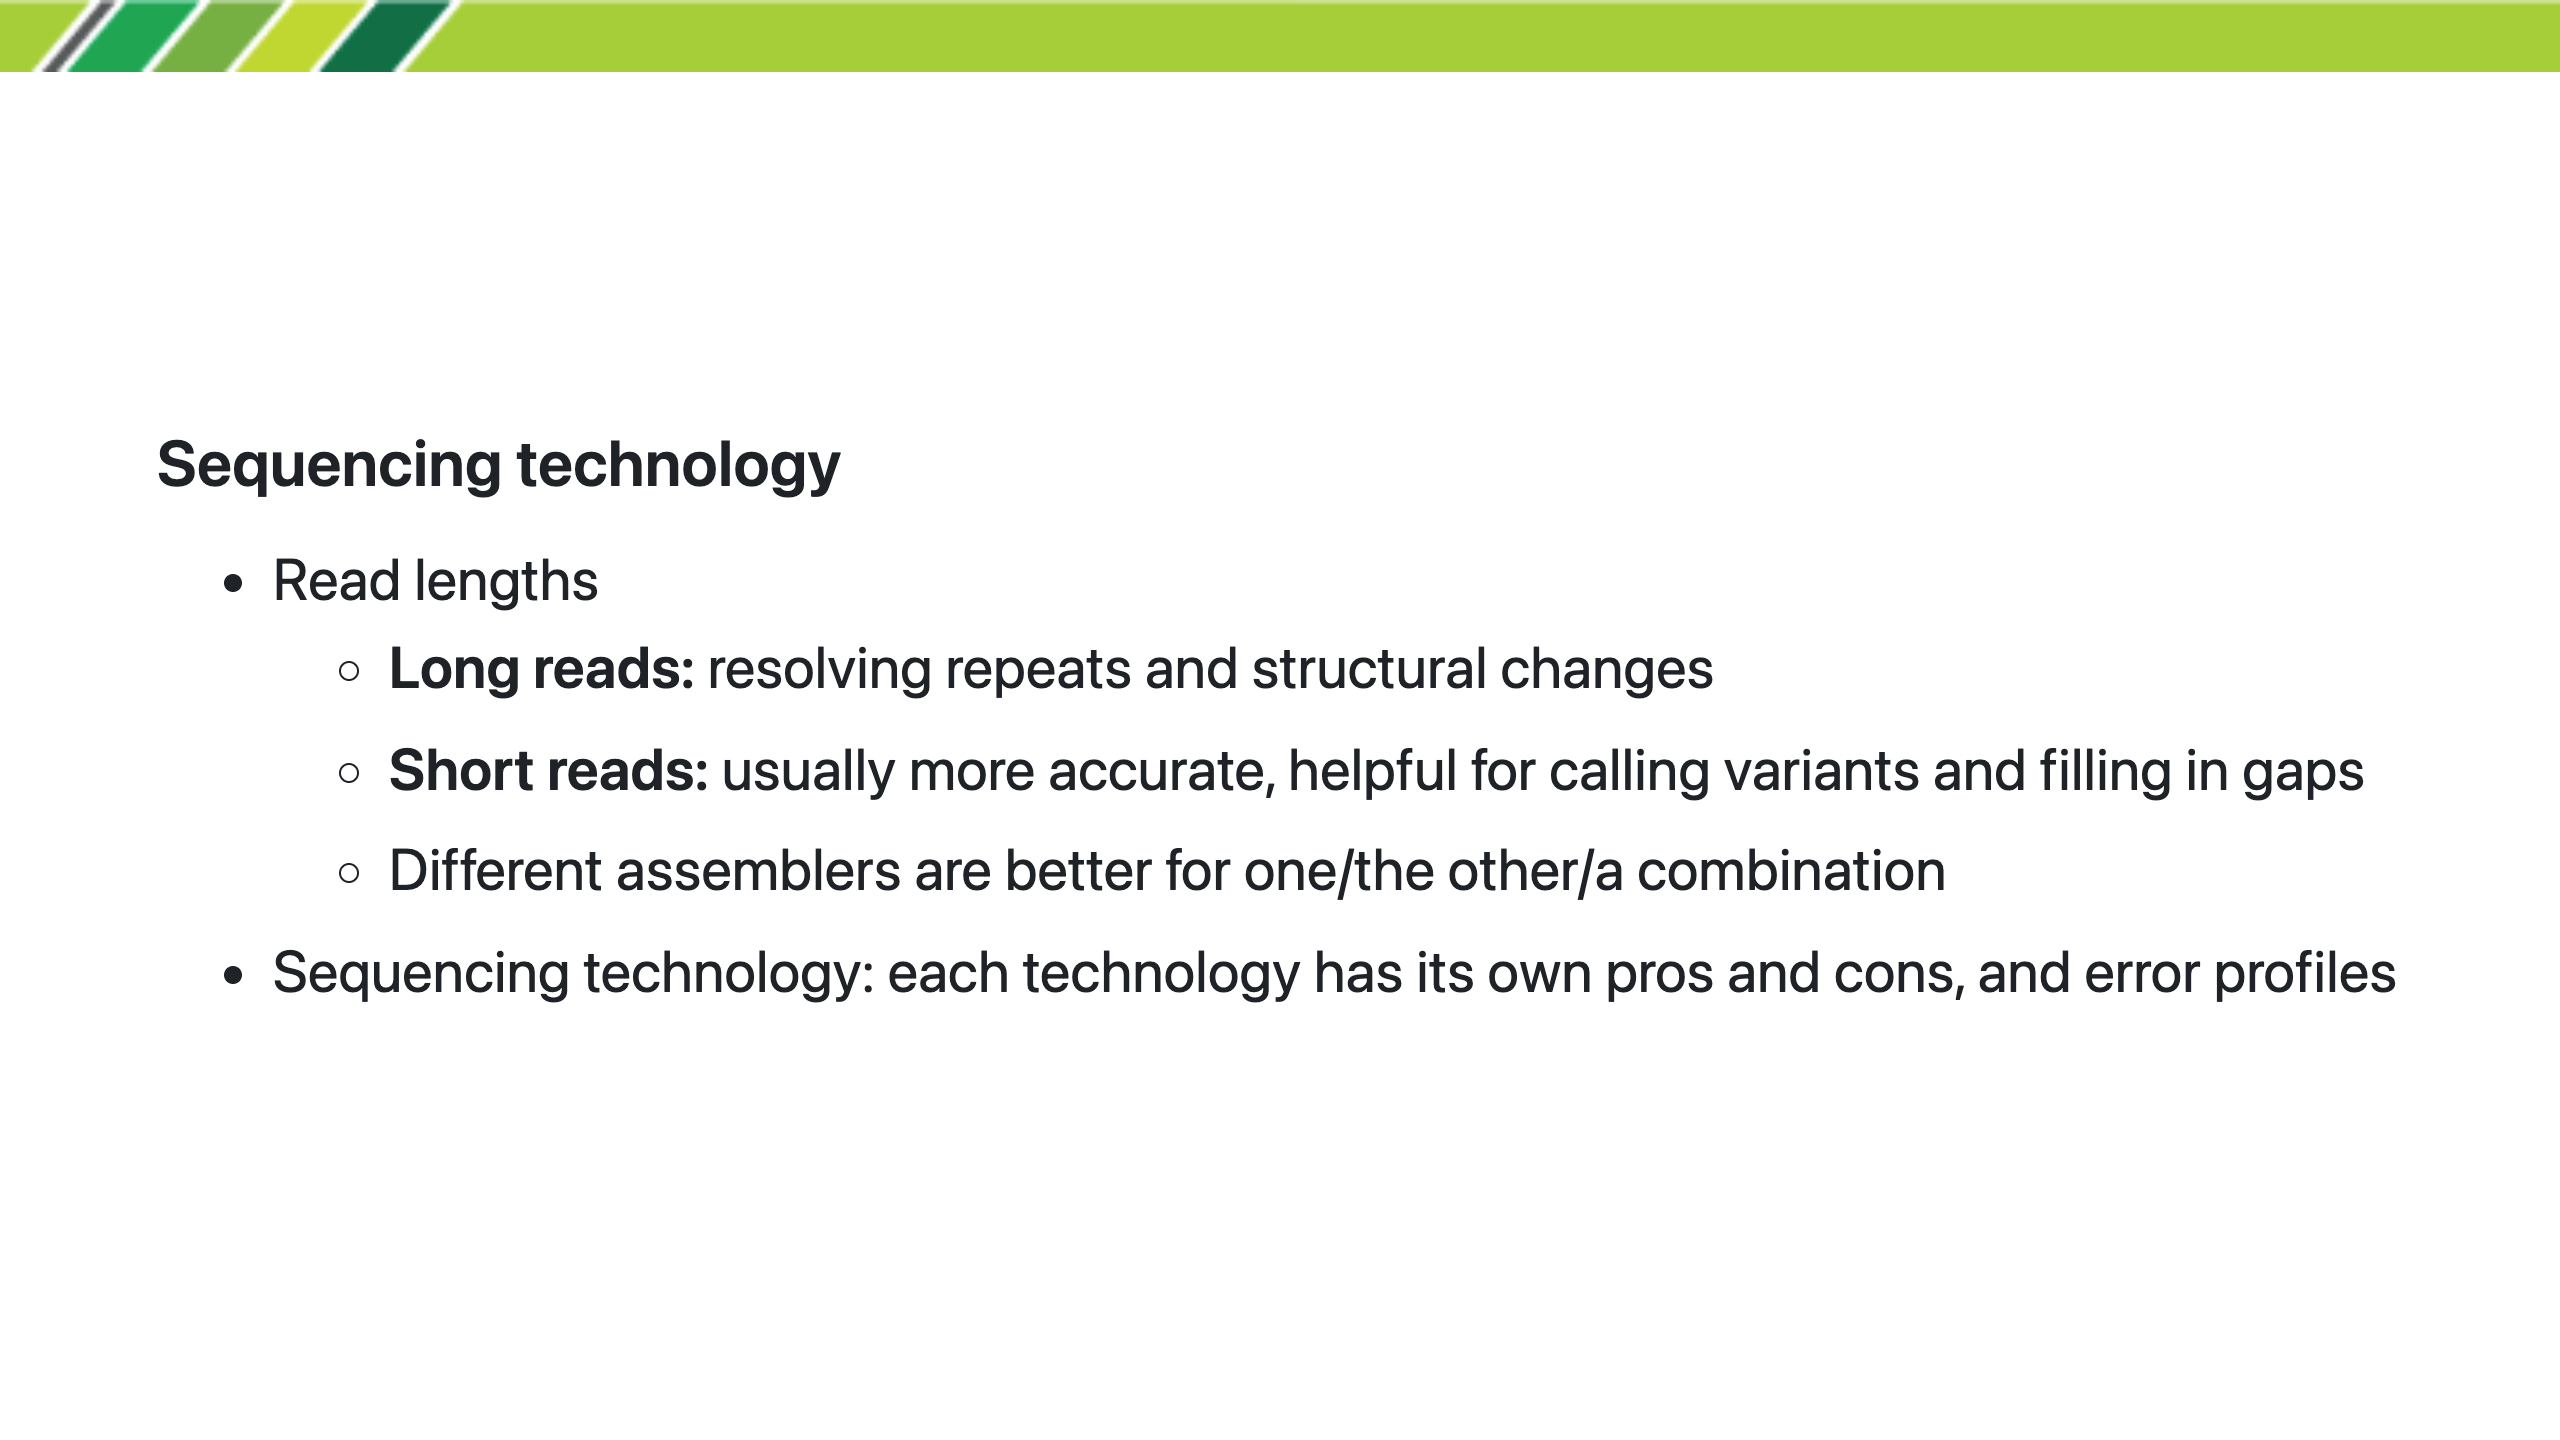 Sequencing technology
Read lengths
Long reads: resolving repeats and structural changes
Short reads: usually more accurate, helpful for calling variants and filling in gaps
Different assemblers are better for one/the other/a combination
Sequencing technology: each technology has its own pros and cons, and error profiles